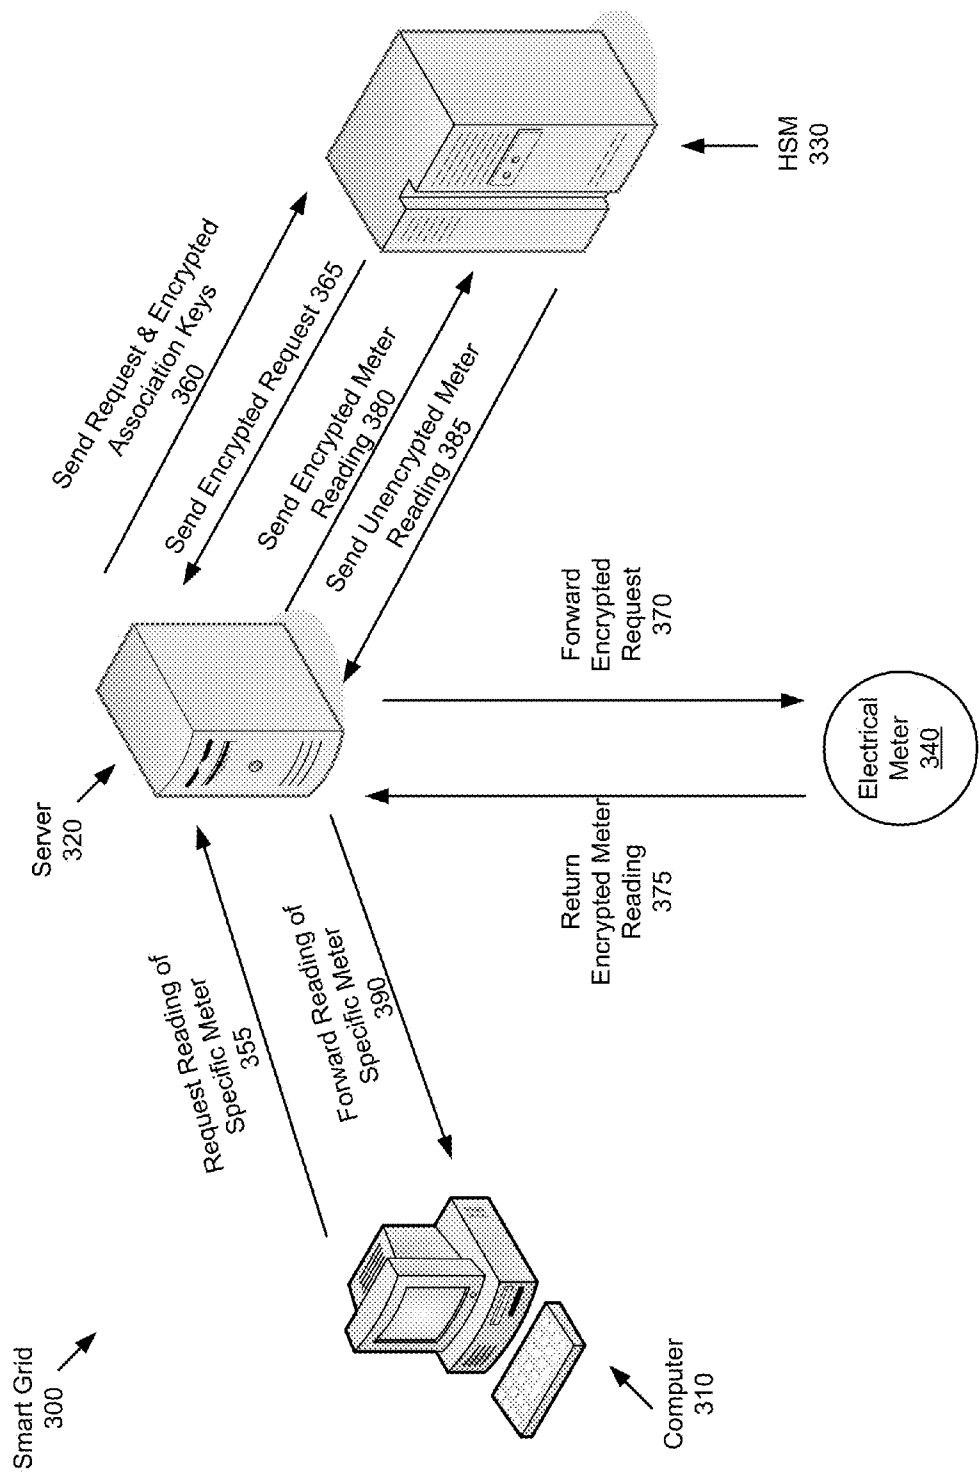 Smart Grid
300
Server
320
Send Request & Encrypted
Association Keys
360
Send Encrypted Request 365
Send Encrypted Meter
Reading 380
Send Unencrypted Meter
Reading 385
HSM
330
Request Reading of
Specific Meter
355
Forward Reading of
Specific Meter
390
Return
Encrypted Meter
Reading
375
Forward
Encrypted
Request
370
Computer
310
Electrical
Meter
340